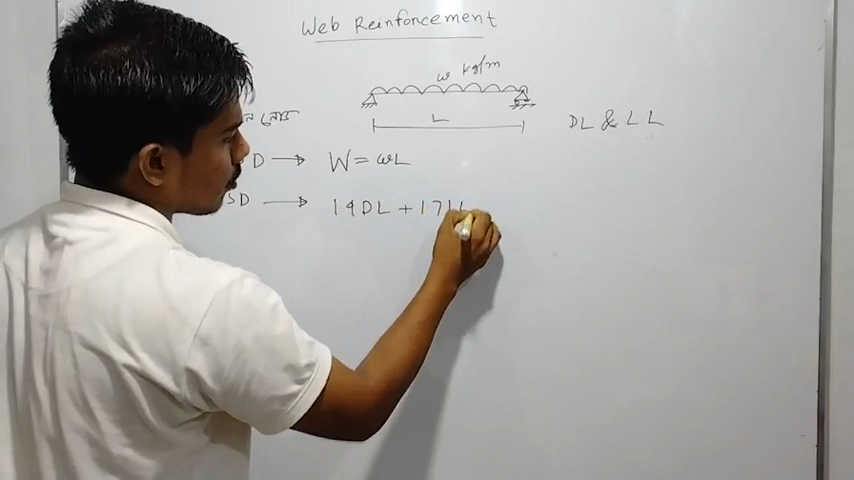 Web Reinforcement
w kg/m
L
DL & LL
D → W = wL
SD → 1.4DL + 1.7LL